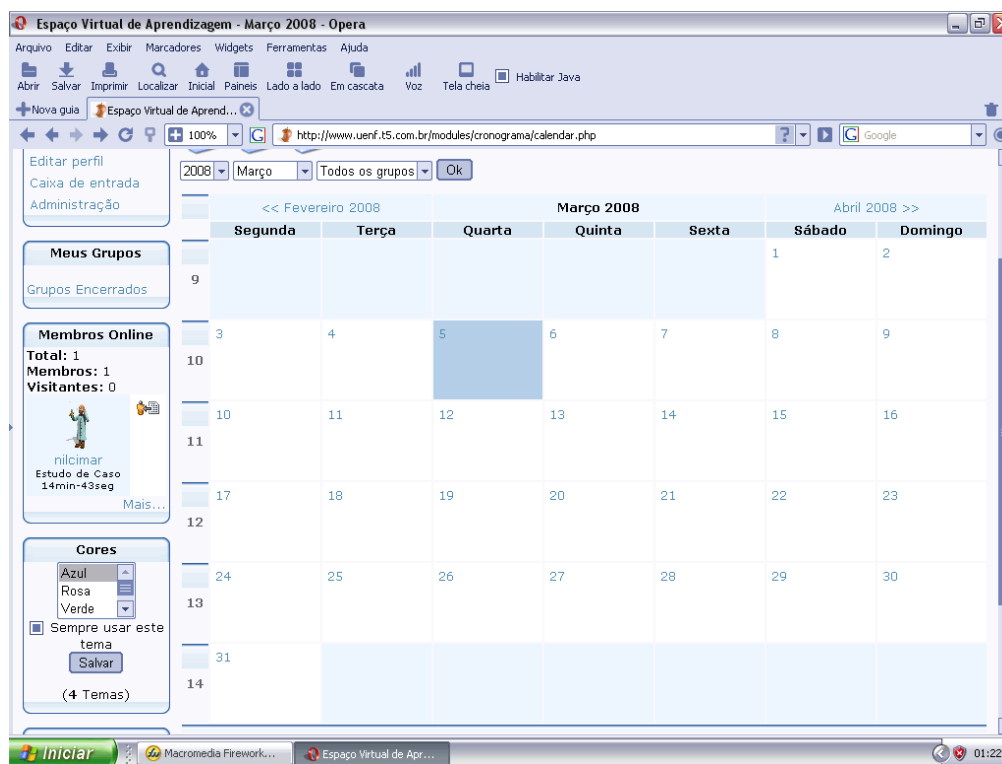 Espaço Virtual de Aprendizagem - Março 2008 - Opera
Arquivo Editar Exibir Marcadores Widgets Ferramentas Ajuda
Abrir Salvar Imprimir Localizar Inicial Paineis Lado a lado Em cascata Voz Tela cheia Habilitar Java
Nova guia Espaço Virtual de Aprend...
100% http://www.uenf.t5.com.br/modules/cronograma/calendar.php ? G Google
Editar perfil
Caixa de entrada
Administração
Meus Grupos
Grupos Encerrados
Membros Online
Total: 1
Membros: 1
Visitantes: 0
nilcimar
Estudo de Caso
14min-43seg
Mais...
Cores
Azul
Rosa
Verde
Sempre usar este
tema
Salvar
(4 Temas)
2008 Março Todos os grupos Ok
<< Fevereiro 2008 Março 2008 Abril 2008 >>
Segunda Terça Quarta Quinta Sexta Sábado Domingo
9 1 2
10 3 4 5 6 7 8 9
11 10 11 12 13 14 15 16
12 17 18 19 20 21 22 23
13 24 25 26 27 28 29 30
14 31
Iniciar Macromedia Firework... Espaço Virtual de Apr... 01:22